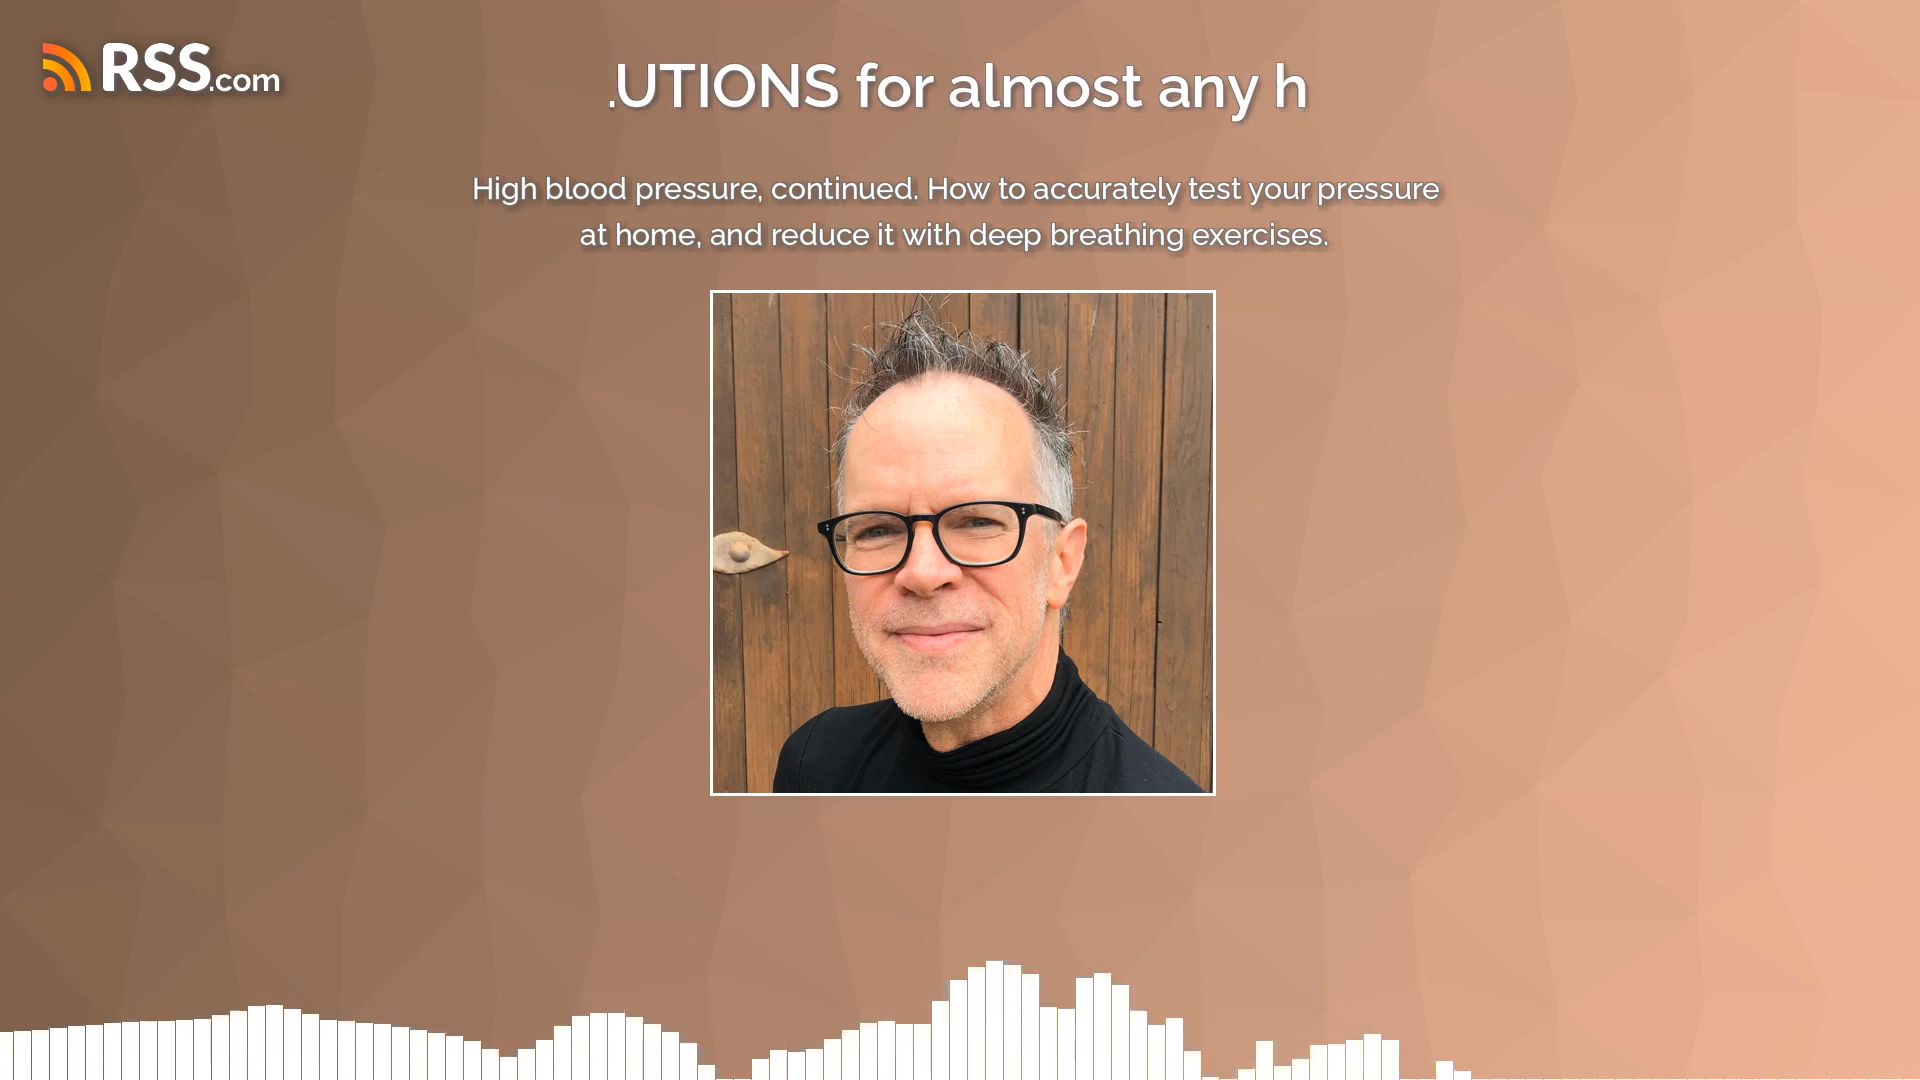 RSS.com
.UTIONS for almost any h
High blood pressure, continued. How to accurately test your pressure
at home, and reduce it with deep breathing exercises.